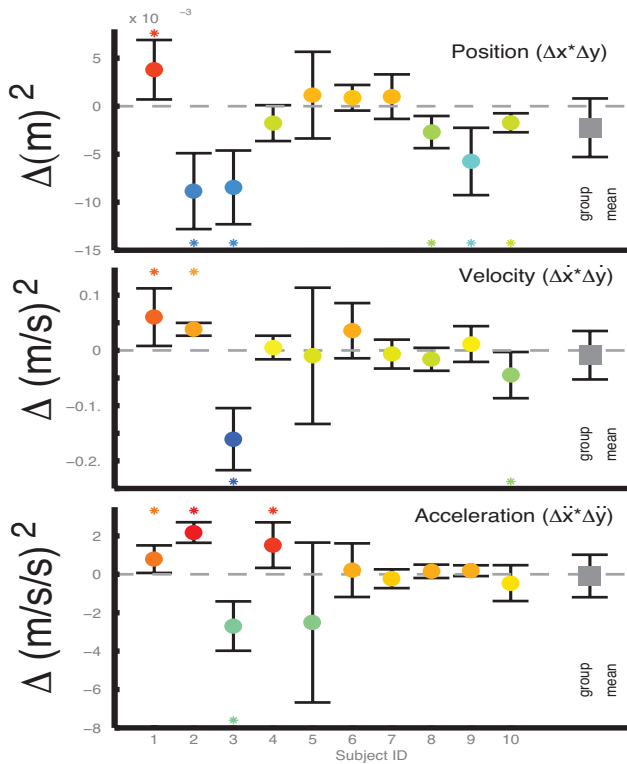 x 10 ⁻³
Position (Δx*Δy)
Δ(m)²
5
0
−5
−10
−15
group
mean
Velocity (Δẋ*Δẏ)
Δ (m/s)²
0.1
0
−0.1.
−0.2.
group
mean
Acceleration (Δẍ*Δÿ)
Δ (m/s/s)²
2
0
−2
−4
−6
−8
group
mean
1 2 3 4 5 6 7 8 9 10
Subject ID